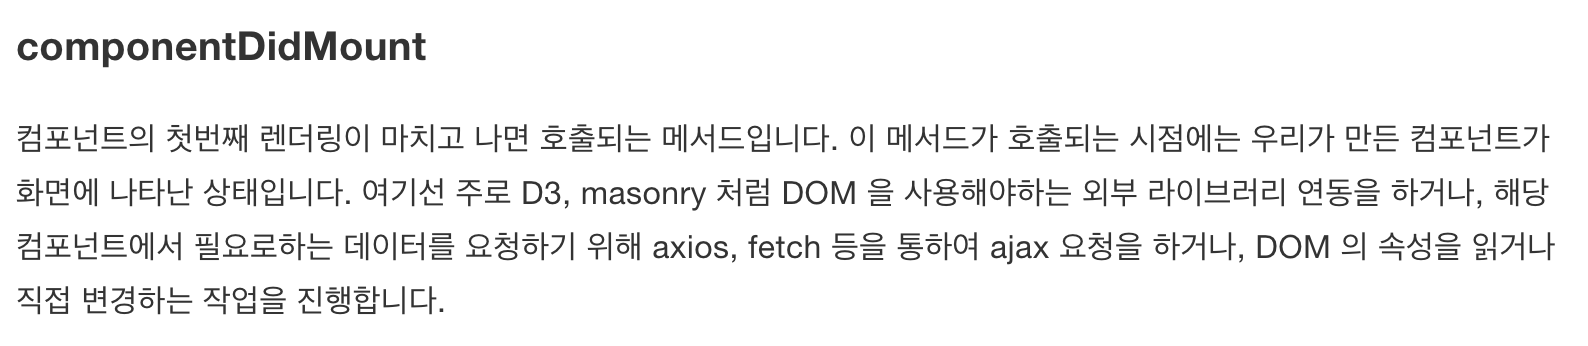 componentDidMount
컴포넌트의 첫번째 렌더링이 마치고 나면 호출되는 메서드입니다. 이 메서드가 호출되는 시점에는 우리가 만든 컴포넌트가
화면에 나타난 상태입니다. 여기선 주로 D3, masonry 처럼 DOM 을 사용해야하는 외부 라이브러리 연동을 하거나, 해당
컴포넌트에서 필요로하는 데이터를 요청하기 위해 axios, fetch 등을 통하여 ajax 요청을 하거나, DOM 의 속성을 읽거나
직접 변경하는 작업을 진행합니다.